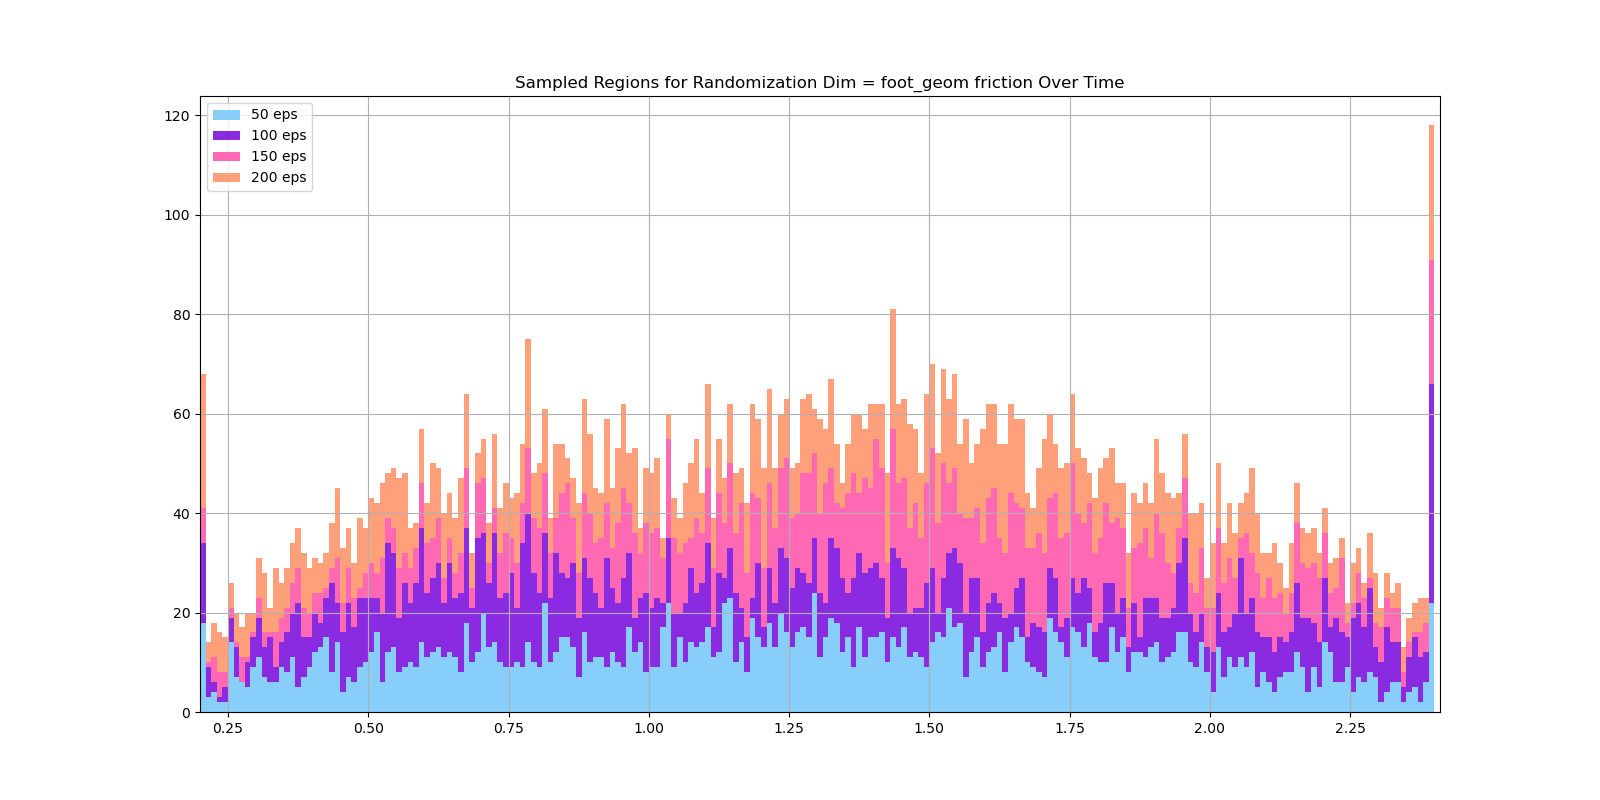 Sampled Regions for Randomization Dim = foot_geom friction Over Time
120
100
80
60
40
20
0
50 eps
100 eps
150 eps
200 eps
0.25 0.50 0.75 1.00 1.25 1.50 1.75 2.00 2.25